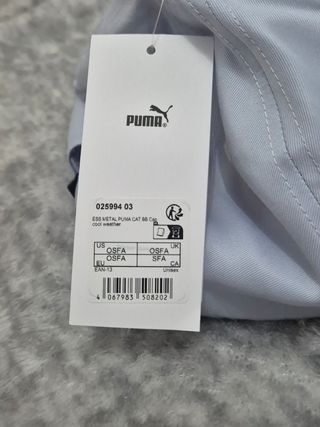 PUMA
025994 03
ESS METAL PUMA CAT BB Cap
cool weather
US OSFA OSFA UK
EU OSFA SFA CA
EAN-13 Unisex
4 067983 508202